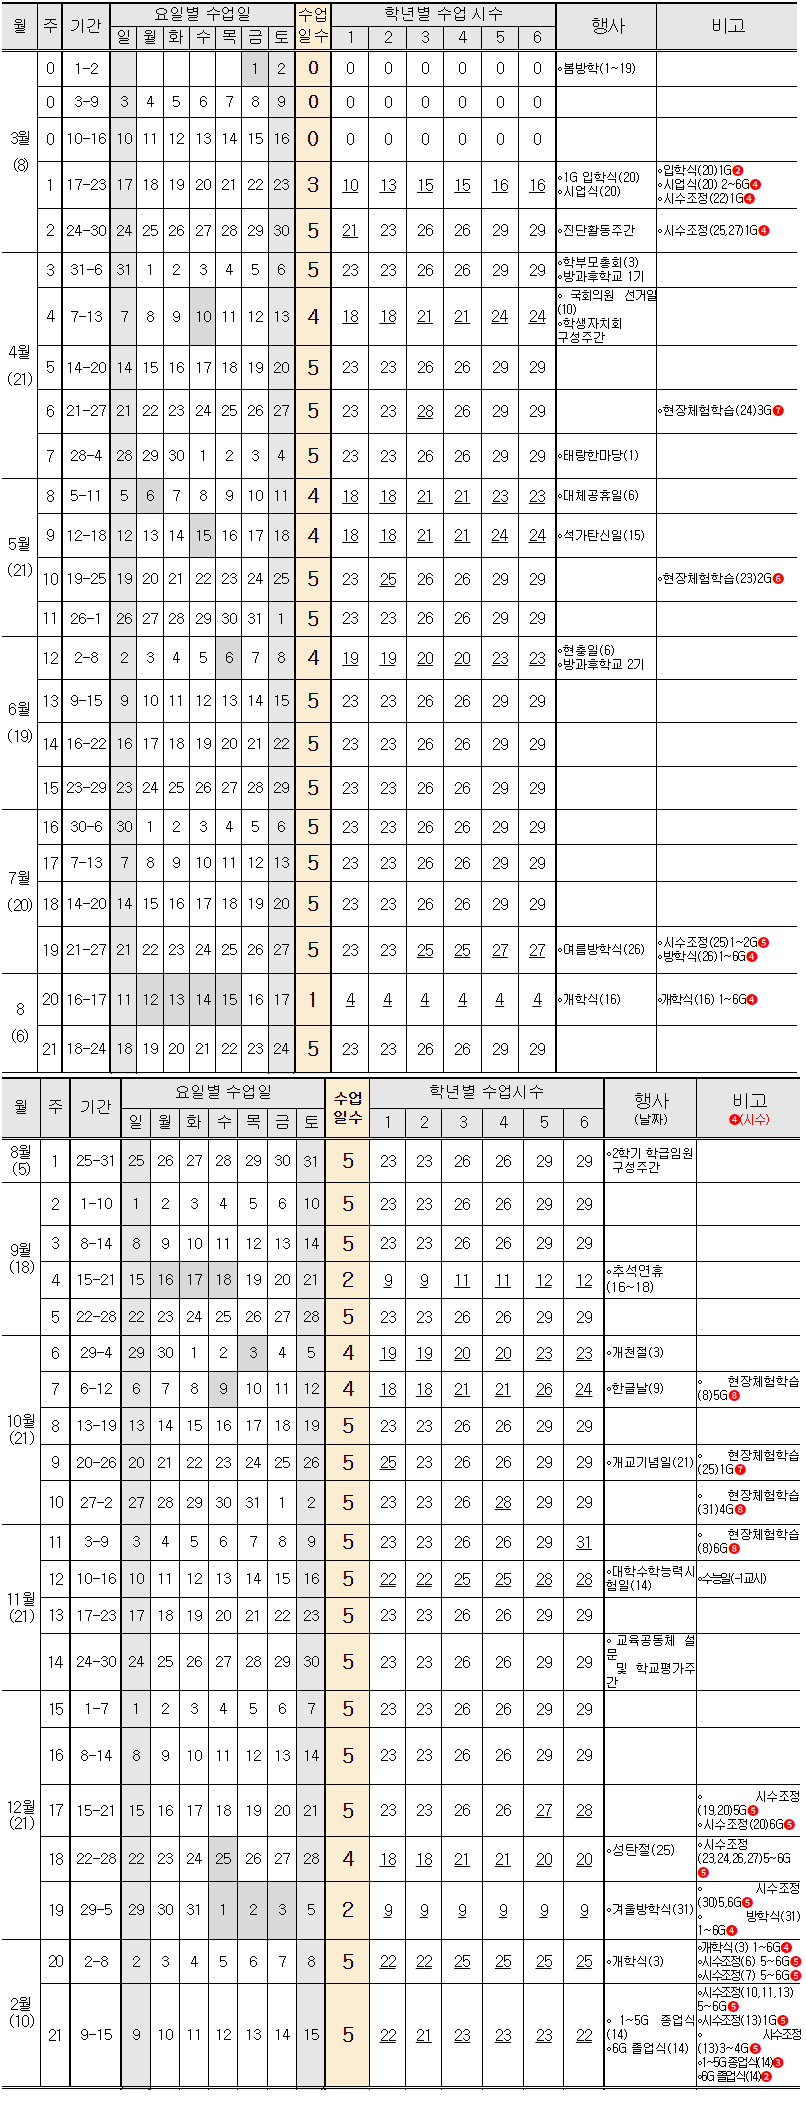 월 주 기간 요일별 수업일 수업일수 학년별 수업 시수 행사 비고
일 월 화 수 목 금 토 1 2 3 4 5 6
3월 (8)
0 1-2 1 2 0 0 0 0 0 0 0 ∘봄방학(1~19)
0 3-9 3 4 5 6 7 8 9 0 0 0 0 0 0 0
0 10-16 10 11 12 13 14 15 16 0 0 0 0 0 0 0
1 17-23 17 18 19 20 21 22 23 3 10 13 15 15 16 16 ∘1G 입학식(20) ∘시업식(20) ∘입학식(20)1G❷ ∘시업식(20) 2~6G❹ ∘시수조정(22)1G❹
2 24-30 24 25 26 27 28 29 30 5 21 23 26 26 29 29 ∘진단활동주간 ∘시수조정(25,27)1G❹
4월 (21)
3 31-6 31 1 2 3 4 5 6 5 23 23 26 26 29 29 ∘학부모총회(3) ∘방과후학교 1기
4 7-13 7 8 9 10 11 12 13 4 18 18 21 21 24 24 ∘ 국회의원 선거일(10) ∘학생자치회 구성주간
5 14-20 14 15 16 17 18 19 20 5 23 23 26 26 29 29
6 21-27 21 22 23 24 25 26 27 5 23 23 28 26 29 29 ∘현장체험학습(24)3G❼
7 28-4 28 29 30 1 2 3 4 5 23 23 26 26 29 29 ∘태랑한마당(1)
5월 (21)
8 5-11 5 6 7 8 9 10 11 4 18 18 21 21 23 23 ∘대체공휴일(6)
9 12-18 12 13 14 15 16 17 18 4 18 18 21 21 24 24 ∘석가탄신일(15)
10 19-25 19 20 21 22 23 24 25 5 23 25 26 26 29 29 ∘현장체험학습(23)2G❻
11 26-1 26 27 28 29 30 31 1 5 23 23 26 26 29 29
6월 (19)
12 2-8 2 3 4 5 6 7 8 4 19 19 20 20 23 23 ∘현충일(6) ∘방과후학교 2기
13 9-15 9 10 11 12 13 14 15 5 23 23 26 26 29 29
14 16-22 16 17 18 19 20 21 22 5 23 23 26 26 29 29
15 23-29 23 24 25 26 27 28 29 5 23 23 26 26 29 29
7월 (20)
16 30-6 30 1 2 3 4 5 6 5 23 23 26 26 29 29
17 7-13 7 8 9 10 11 12 13 5 23 23 26 26 29 29
18 14-20 14 15 16 17 18 19 20 5 23 23 26 26 29 29
19 21-27 21 22 23 24 25 26 27 5 23 23 25 25 27 27 ∘여름방학식(26) ∘시수조정(25)1~2G❺ ∘방학식(26)1~6G❹
8 (6)
20 16-17 11 12 13 14 15 16 17 1 4 4 4 4 4 4 ∘개학식(16) ∘개학식(16) 1~6G❹
21 18-24 18 19 20 21 22 23 24 5 23 23 26 26 29 29
월 주 기간 요일별 수업일 수업일수 학년별 수업시수 행사 (날짜) 비고 ❹(시수)
일 월 화 수 목 금 토 1 2 3 4 5 6
8월 (5)
1 25-31 25 26 27 28 29 30 31 5 23 23 26 26 29 29 ∘2학기 학급임원 구성주간
9월 (18)
2 1-10 1 2 3 4 5 6 10 5 23 23 26 26 29 29
3 8-14 8 9 10 11 12 13 14 5 23 23 26 26 29 29
4 15-21 15 16 17 18 19 20 21 2 9 9 11 11 12 12 ∘추석연휴 (16~18)
5 22-28 22 23 24 25 26 27 28 5 23 23 26 26 29 29
10월 (21)
6 29-4 29 30 1 2 3 4 5 4 19 19 20 20 23 23 ∘개천절(3)
7 6-12 6 7 8 9 10 11 12 4 18 18 21 21 26 24 ∘한글날(9) ∘ 현장체험학습(8)5G❽
8 13-19 13 14 15 16 17 18 19 5 23 23 26 26 29 29
9 20-26 20 21 22 23 24 25 26 5 25 23 26 26 29 29 ∘개교기념일(21) ∘ 현장체험학습(25)1G❼
10 27-2 27 28 29 30 31 1 2 5 23 23 26 28 29 29 ∘ 현장체험학습(31)4G❽
11월 (21)
11 3-9 3 4 5 6 7 8 9 5 23 23 26 26 29 31 ∘ 현장체험학습(8)6G❽
12 10-16 10 11 12 13 14 15 16 5 22 22 25 25 28 28 ∘대학수학능력시험일(14) ∘수능일(-1교시)
13 17-23 17 18 19 20 21 22 23 5 23 23 26 26 29 29
14 24-30 24 25 26 27 28 29 30 5 23 23 26 26 29 29 ∘교육공동체 설문 및 학교평가주간
12월 (21)
15 1-7 1 2 3 4 5 6 7 5 23 23 26 26 29 29
16 8-14 8 9 10 11 12 13 14 5 23 23 26 26 29 29
17 15-21 15 16 17 18 19 20 21 5 23 23 26 26 27 28 ∘ 시수조정(19,20)5G❺ ∘시수조정(20)6G❺
18 22-28 22 23 24 25 26 27 28 4 18 18 21 21 20 20 ∘성탄절(25) ∘시수조정(23,24,26,27)5~6G❺
19 29-5 29 30 31 1 2 3 5 2 9 9 9 9 9 9 ∘겨울방학식(31) ∘ 시수조정(30)5,6G❺ ∘ 방학식(31) 1~6G❹
2월 (10)
20 2-8 2 3 4 5 6 7 8 5 22 22 25 25 25 25 ∘개학식(3) ∘개학식(3) 1~6G❹ ∘시수조정(6) 5~6G❺ ∘시수조정(7) 5~6G❺
21 9-15 9 10 11 12 13 14 15 5 22 21 23 23 23 22 ∘ 1~5G 종업식(14) ∘6G 졸업식(14) ∘시수조정(10,11,13) 5~6G❺ ∘시수조정(13)1G❺ ∘ 시수조정(13)3~4G❺ ∘1~5G종업식(14)❸ ∘6G 졸업식(14)❷